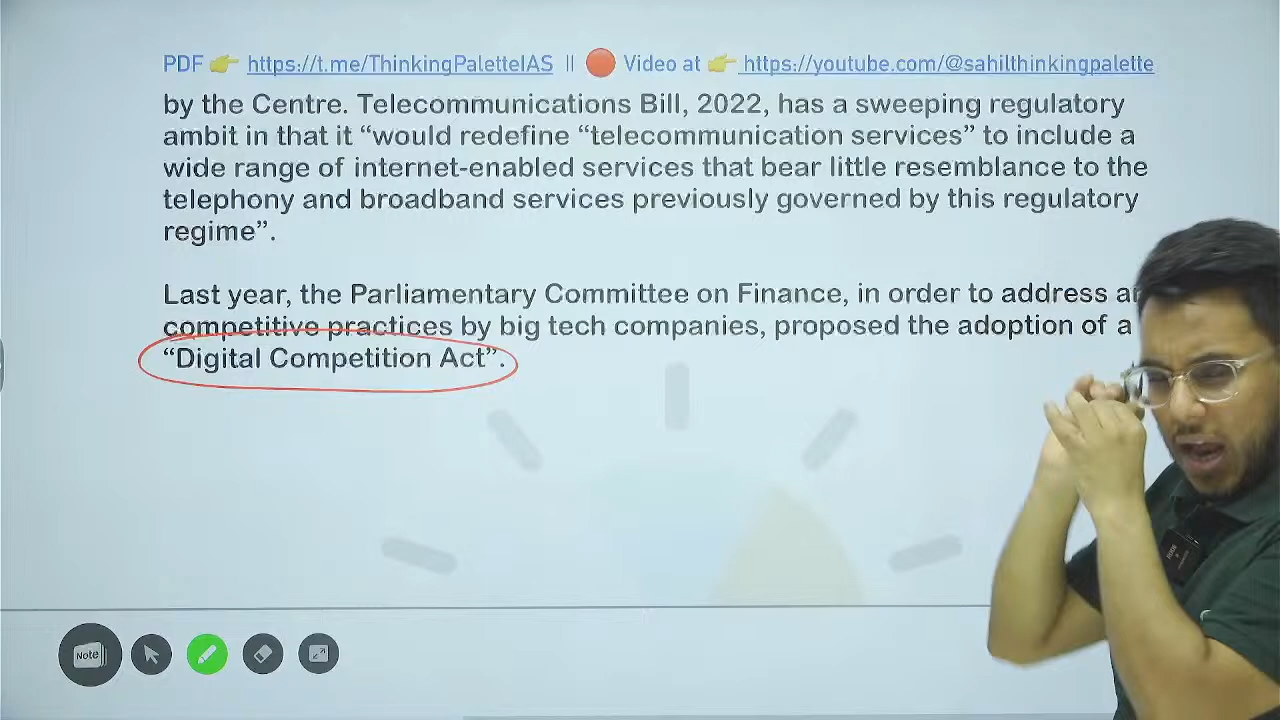 PDF 👉 https://t.me/ThinkingPaletteIAS || 🔴 Video at 👉 https://youtube.com/@sahilthinkingpalette
by the Centre. Telecommunications Bill, 2022, has a sweeping regulatory
ambit in that it “would redefine “telecommunication services” to include a
wide range of internet-enabled services that bear little resemblance to the
telephony and broadband services previously governed by this regulatory
regime”.
Last year, the Parliamentary Committee on Finance, in order to address
competitive practices by big tech companies, proposed the adoption of a
“Digital Competition Act”.
Note